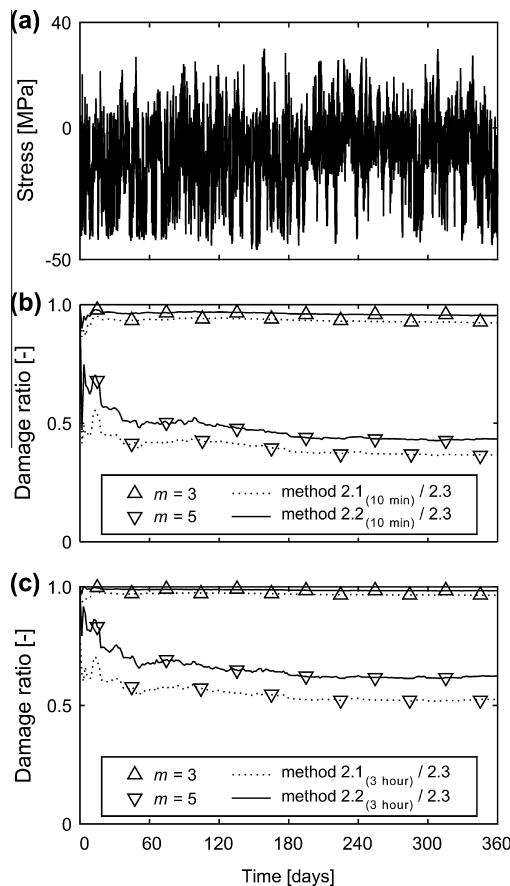 (a)
40
0
-50
Stress [MPa]
(b)
1.0
0.5
0
Damage ratio [-]
m = 3
method 2.1(10 min) / 2.3
m = 5
method 2.2(10 min) / 2.3
(c)
1.0
0.5
0
Damage ratio [-]
m = 3
method 2.1(3 hour) / 2.3
m = 5
method 2.2(3 hour) / 2.3
0 60 120 180 240 300 360
Time [days]